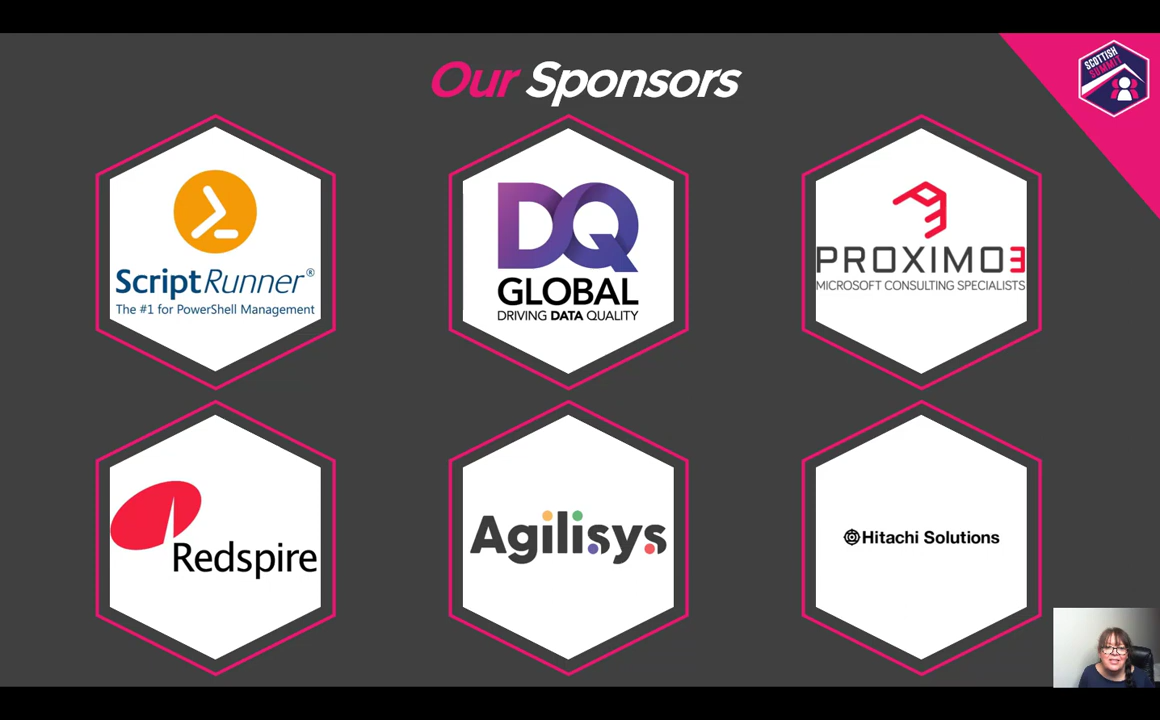 Our Sponsors
SCOTTISH
SUMMIT
ScriptRunner®
The #1 for PowerShell Management
DQ
GLOBAL
DRIVING DATA QUALITY
PROXIMO3
MICROSOFT CONSULTING SPECIALISTS
Redspire
Agilisys
Hitachi Solutions